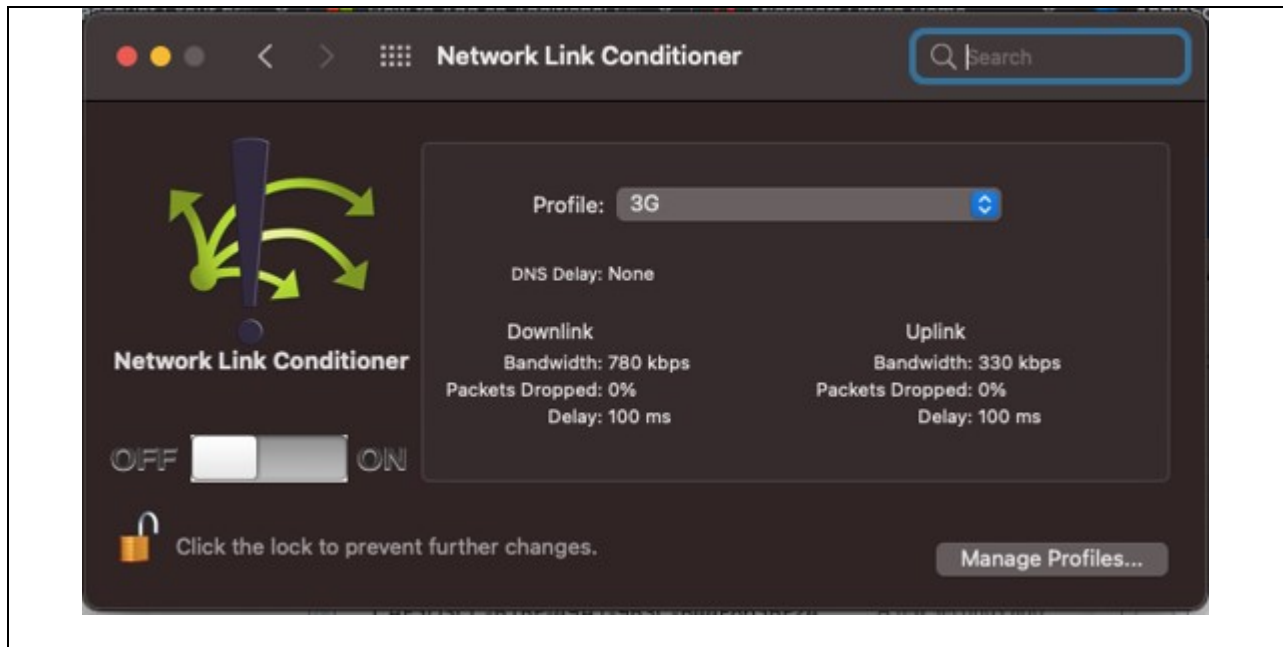 Network Link Conditioner
Search
Profile: 3G
DNS Delay: None
Downlink
Uplink
Bandwidth: 780 kbps
Bandwidth: 330 kbps
Packets Dropped: 0%
Packets Dropped: 0%
Delay: 100 ms
Delay: 100 ms
Network Link Conditioner
OFF
ON
Click the lock to prevent further changes.
Manage Profiles...